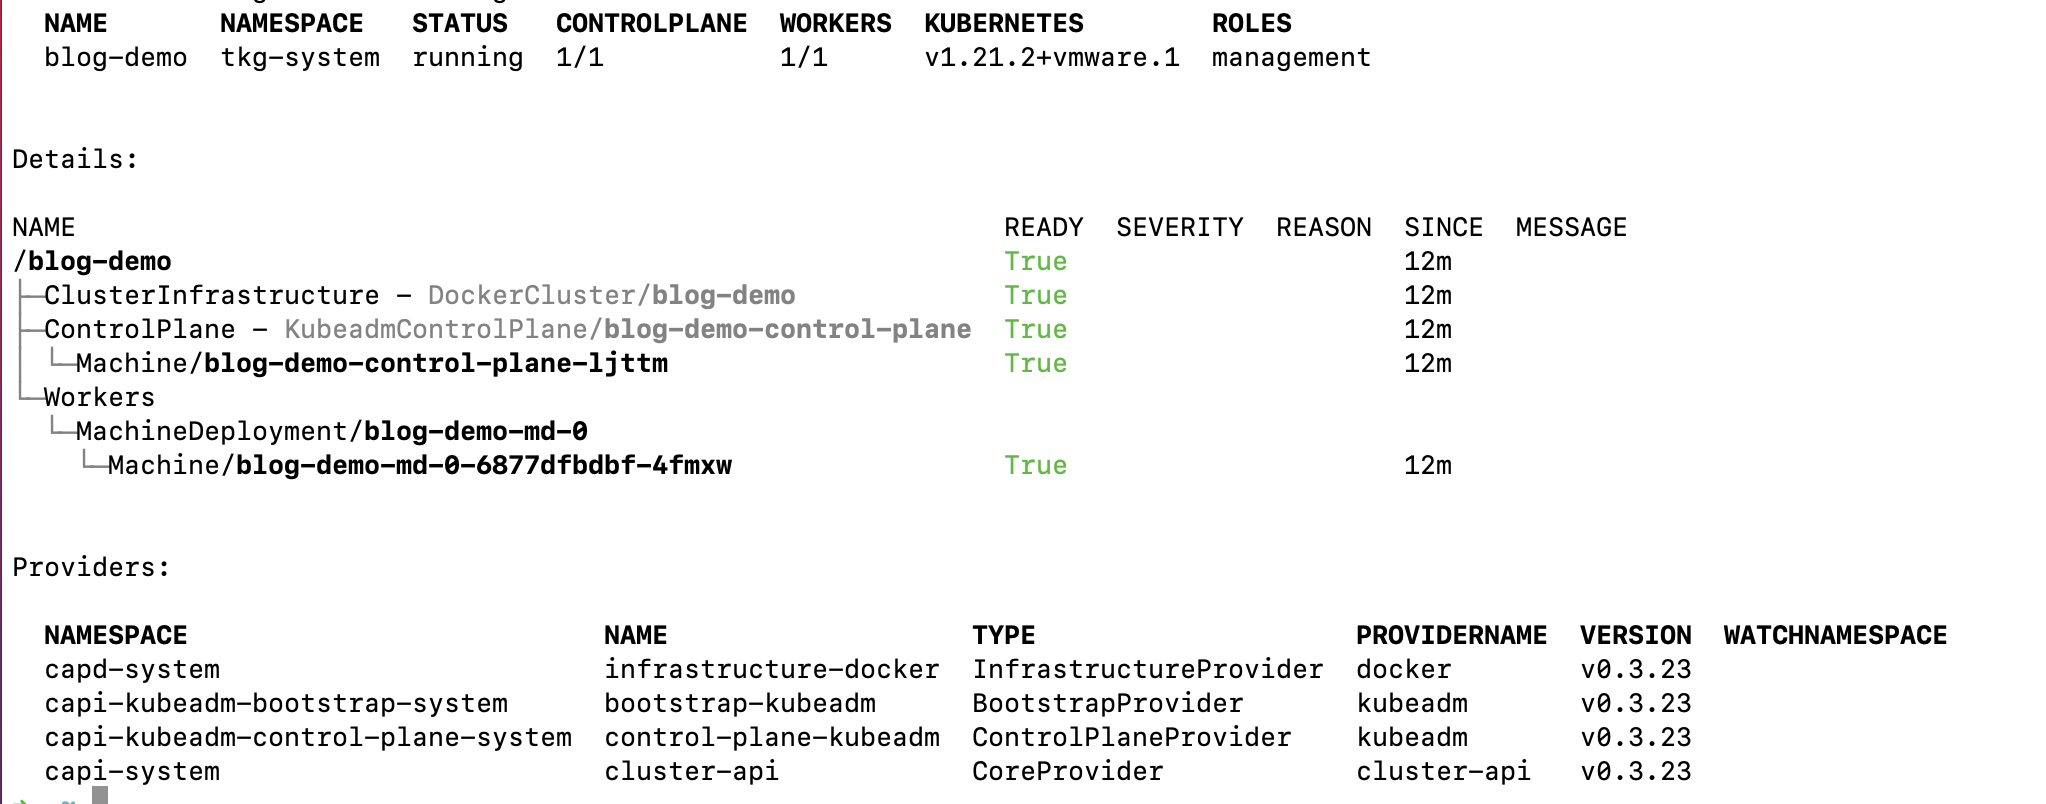 NAME NAMESPACE STATUS CONTROLPLANE WORKERS KUBERNETES ROLES
blog-demo tkg-system running 1/1 1/1 v1.21.2+vmware.1 management
Details:
NAME READY SEVERITY REASON SINCE MESSAGE
/blog-demo True 12m
├─ClusterInfrastructure - DockerCluster/blog-demo True 12m
├─ControlPlane - KubeadmControlPlane/blog-demo-control-plane True 12m
│ └─Machine/blog-demo-control-plane-ljttm True 12m
└─Workers
└─MachineDeployment/blog-demo-md-0
└─Machine/blog-demo-md-0-6877dfbdbf-4fmxw True 12m
Providers:
NAMESPACE NAME TYPE PROVIDERNAME VERSION WATCHNAMESPACE
capd-system infrastructure-docker InfrastructureProvider docker v0.3.23
capi-kubeadm-bootstrap-system bootstrap-kubeadm BootstrapProvider kubeadm v0.3.23
capi-kubeadm-control-plane-system control-plane-kubeadm ControlPlaneProvider kubeadm v0.3.23
capi-system cluster-api CoreProvider cluster-api v0.3.23